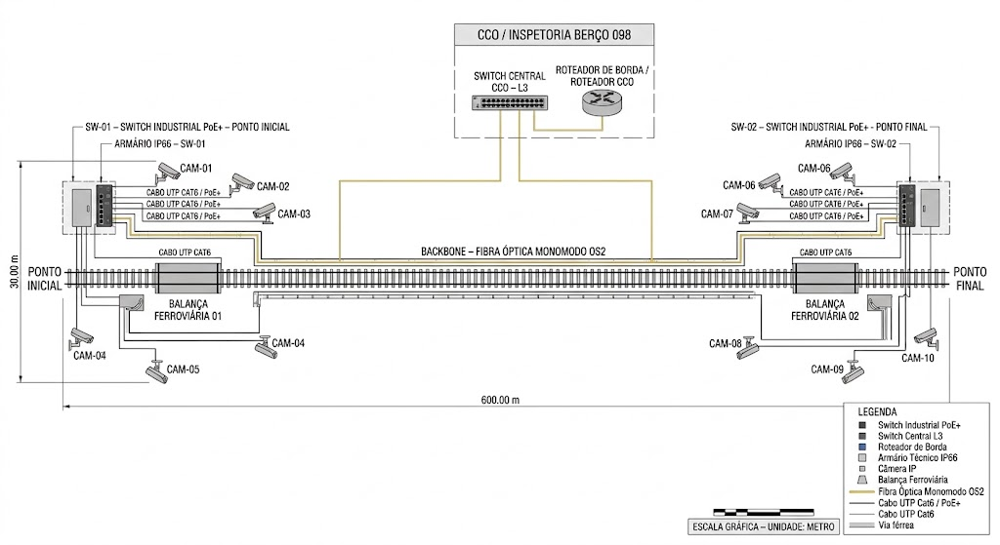 CCO / INSPETORIA BERÇO 098
SWITCH CENTRAL
CCO – L3
ROTEADOR DE BORDA /
ROTEADOR CCO
SW-01 – SWITCH INDUSTRIAL PoE+ – PONTO INICIAL
ARMÁRIO IP66 – SW-01
SW-02 – SWITCH INDUSTRIAL PoE+ - PONTO FINAL
ARMÁRIO IP66 – SW-02
CAM-01
CAM-02
CAM-03
CABO UTP CAT6 / PoE+
CABO UTP CAT6 / PoE+
CABO UTP CAT6 / PoE+
CAM-06
CAM-06
CAM-07
CABO UTP CAT6 / PoE+
CABO UTP CAT6 / PoE+
CABO UTP CAT6 / PoE+
CABO UTP CAT6
BACKBONE – FIBRA ÓPTICA MONOMODO OS2
CABO UTP CAT6
30.00 m
PONTO
INICIAL
PONTO
FINAL
BALANÇA
FERROVIÁRIA 01
BALANÇA
FERROVIÁRIA 02
CAM-04
CAM-04
CAM-05
CAM-08
CAM-09
CAM-10
600.00 m
LEGENDA
Switch Industrial PoE+
Switch Central L3
Roteador de Borda
Armário Técnico IP66
Câmera IP
Balança Ferroviária
Fibra Óptica Monomodo OS2
Cabo UTP Cat6 / PoE+
Cabo UTP Cat6
Via férrea
ESCALA GRÁFICA – UNIDADE: METRO